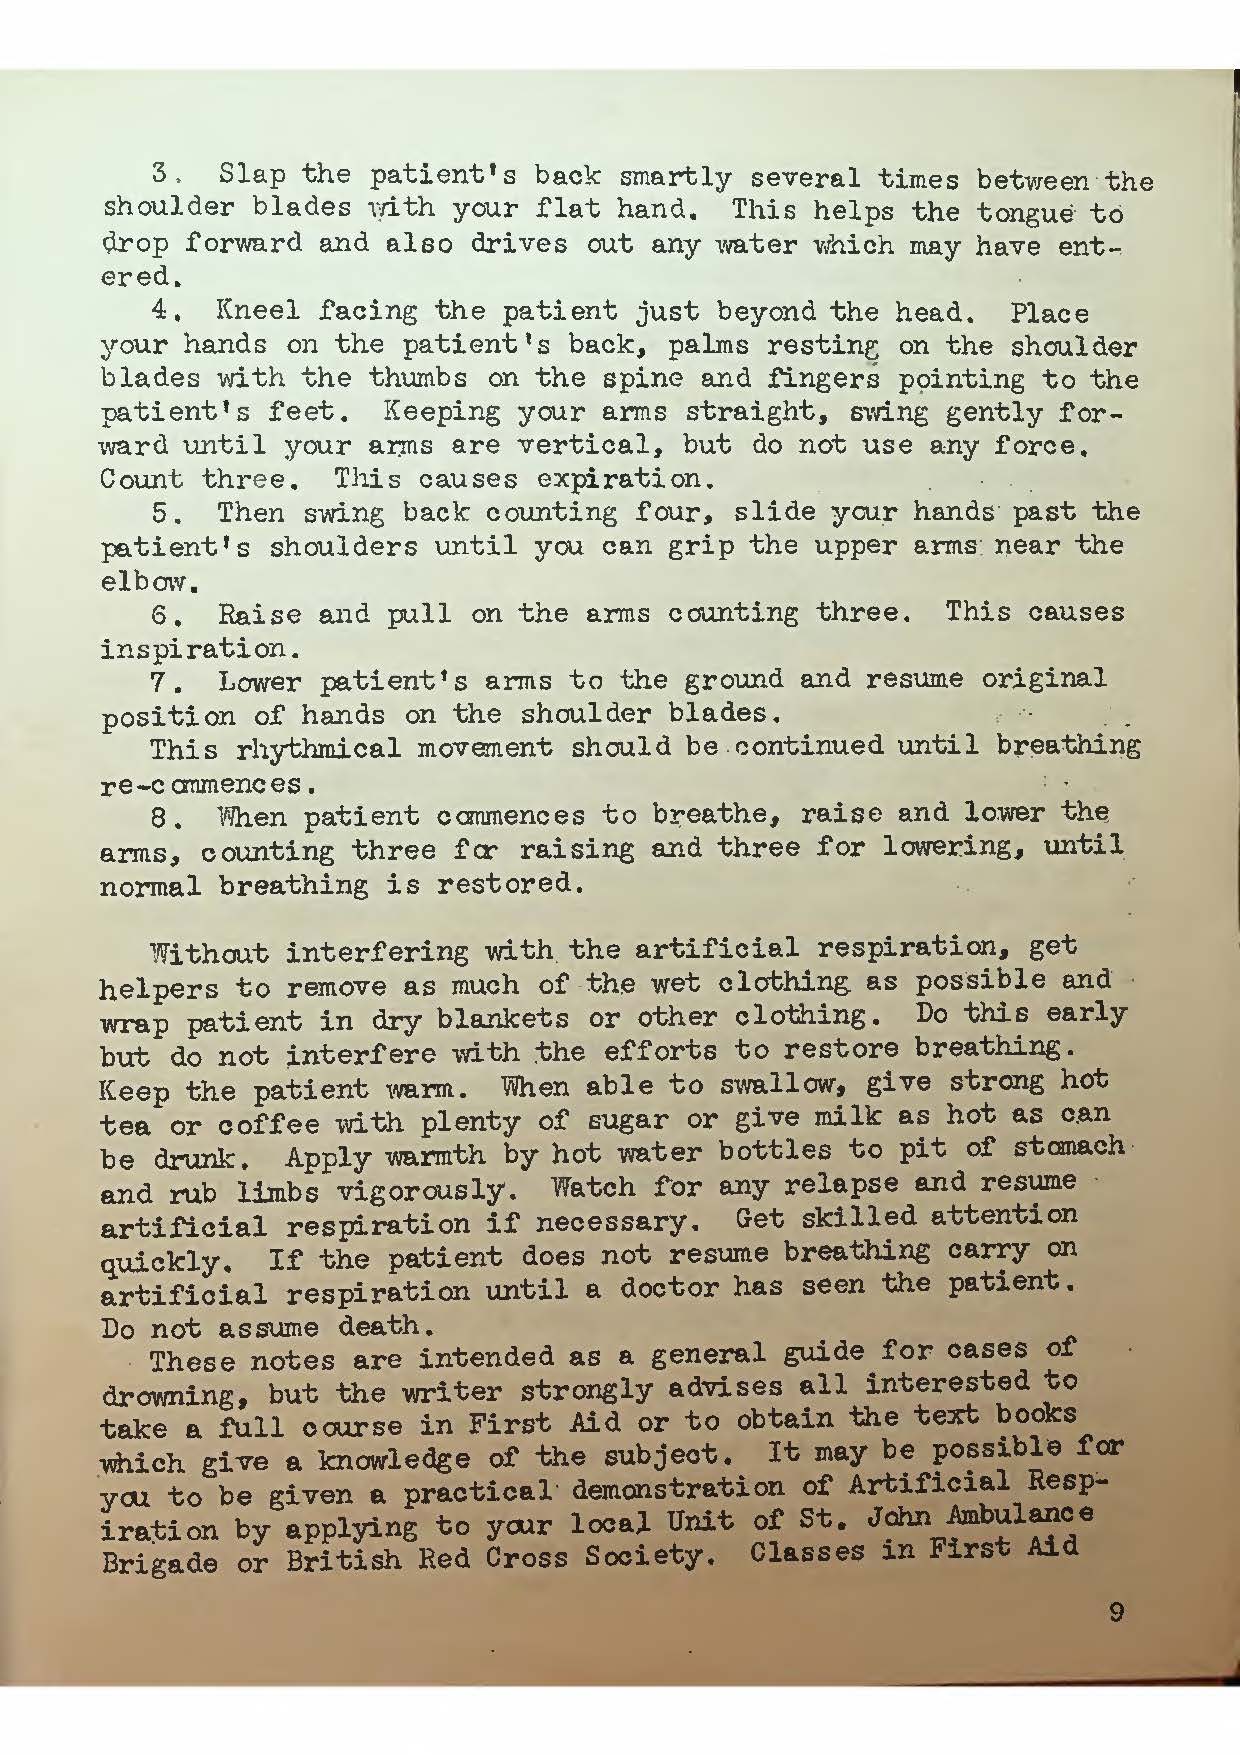 3. Slap the patient's back smartly several times between the
shoulder blades with your flat hand. This helps the tongue to
drop forward and also drives out any water which may have ent-
ered.
4. Kneel facing the patient just beyond the head. Place
your hands on the patient's back, palms resting on the shoulder
blades with the thumbs on the spine and fingers pointing to the
patient's feet. Keeping your arms straight, swing gently for-
ward until your arms are vertical, but do not use any force.
Count three. This causes expiration.
5. Then swing back counting four, slide your hands past the
patient's shoulders until you can grip the upper arms near the
elbow.
6. Raise and pull on the arms counting three. This causes
inspiration.
7. Lower patient's arms to the ground and resume original
position of hands on the shoulder blades.
This rhythmical movement should be continued until breathing
re-commences.
8. When patient commences to breathe, raise and lower the
arms, counting three for raising and three for lowering, until
normal breathing is restored.
Without interfering with the artificial respiration, get
helpers to remove as much of the wet clothing as possible and
wrap patient in dry blankets or other clothing. Do this early
but do not interfere with the efforts to restore breathing.
Keep the patient warm. When able to swallow, give strong hot
tea or coffee with plenty of sugar or give milk as hot as can
be drunk. Apply warmth by hot water bottles to pit of stomach
and rub limbs vigorously. Watch for any relapse and resume
artificial respiration if necessary. Get skilled attention
quickly. If the patient does not resume breathing carry on
artificial respiration until a doctor has seen the patient.
Do not assume death.
These notes are intended as a general guide for cases of
drowning, but the writer strongly advises all interested to
take a full course in First Aid or to obtain the text books
which give a knowledge of the subject. It may be possible for
you to be given a practical demonstration of Artificial Resp-
iration by applying to your local Unit of St. John Ambulance
Brigade or British Red Cross Society. Classes in First Aid
9